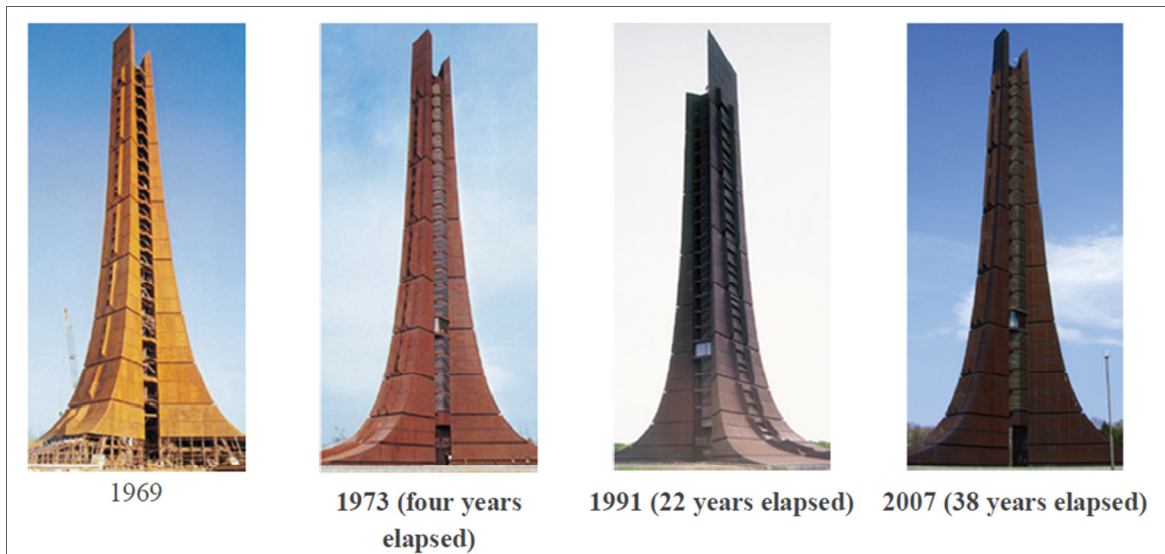 1969
1973 (four years
elapsed)
1991 (22 years elapsed)
2007 (38 years elapsed)